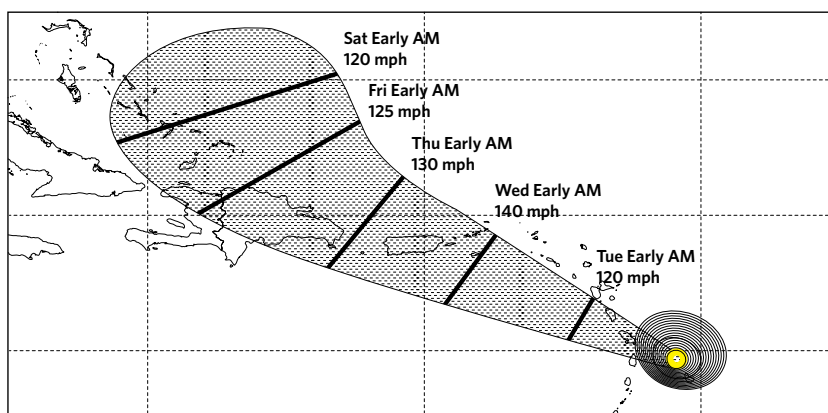 Sat Early AM
120 mph
Fri Early AM
125 mph
Thu Early AM
130 mph
Wed Early AM
140 mph
Tue Early AM
120 mph